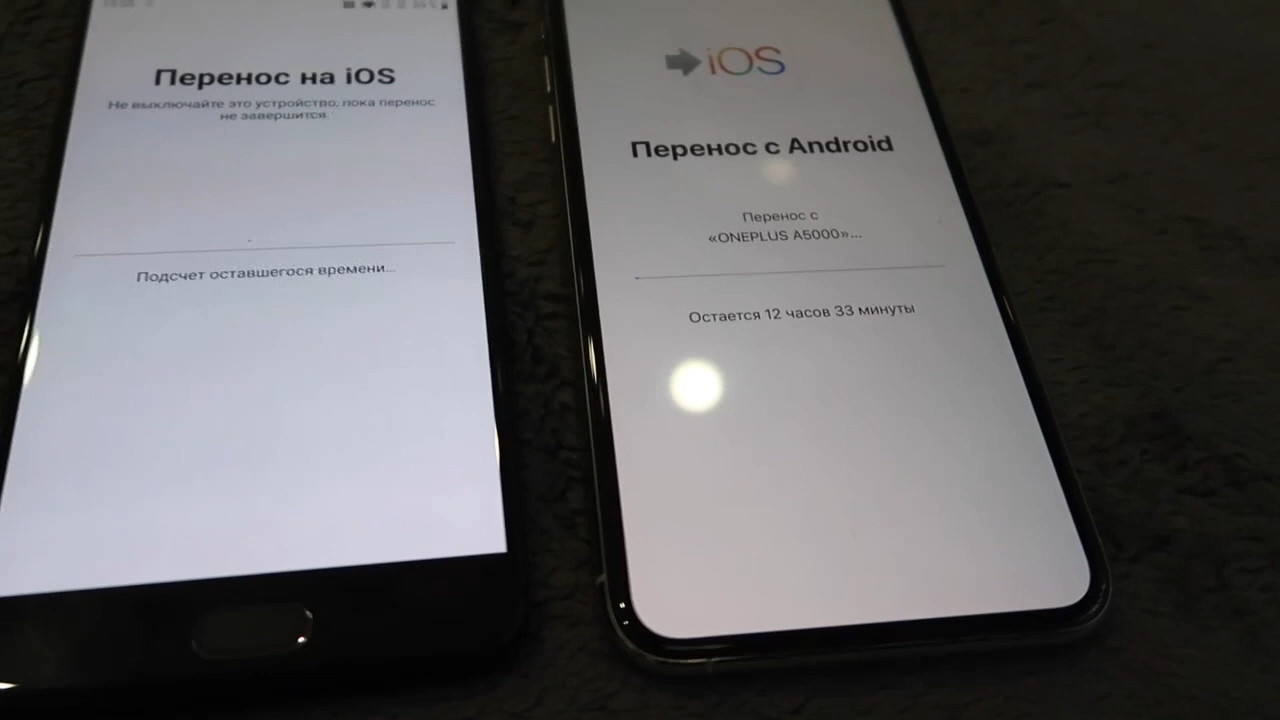 Перенос на iOS
Не выключайте это устройство, пока перенос
не завершится.
Подсчет оставшегося времени...
iOS
Перенос с Android
Перенос с
«ONEPLUS A5000»...
Остается 12 часов 33 минуты